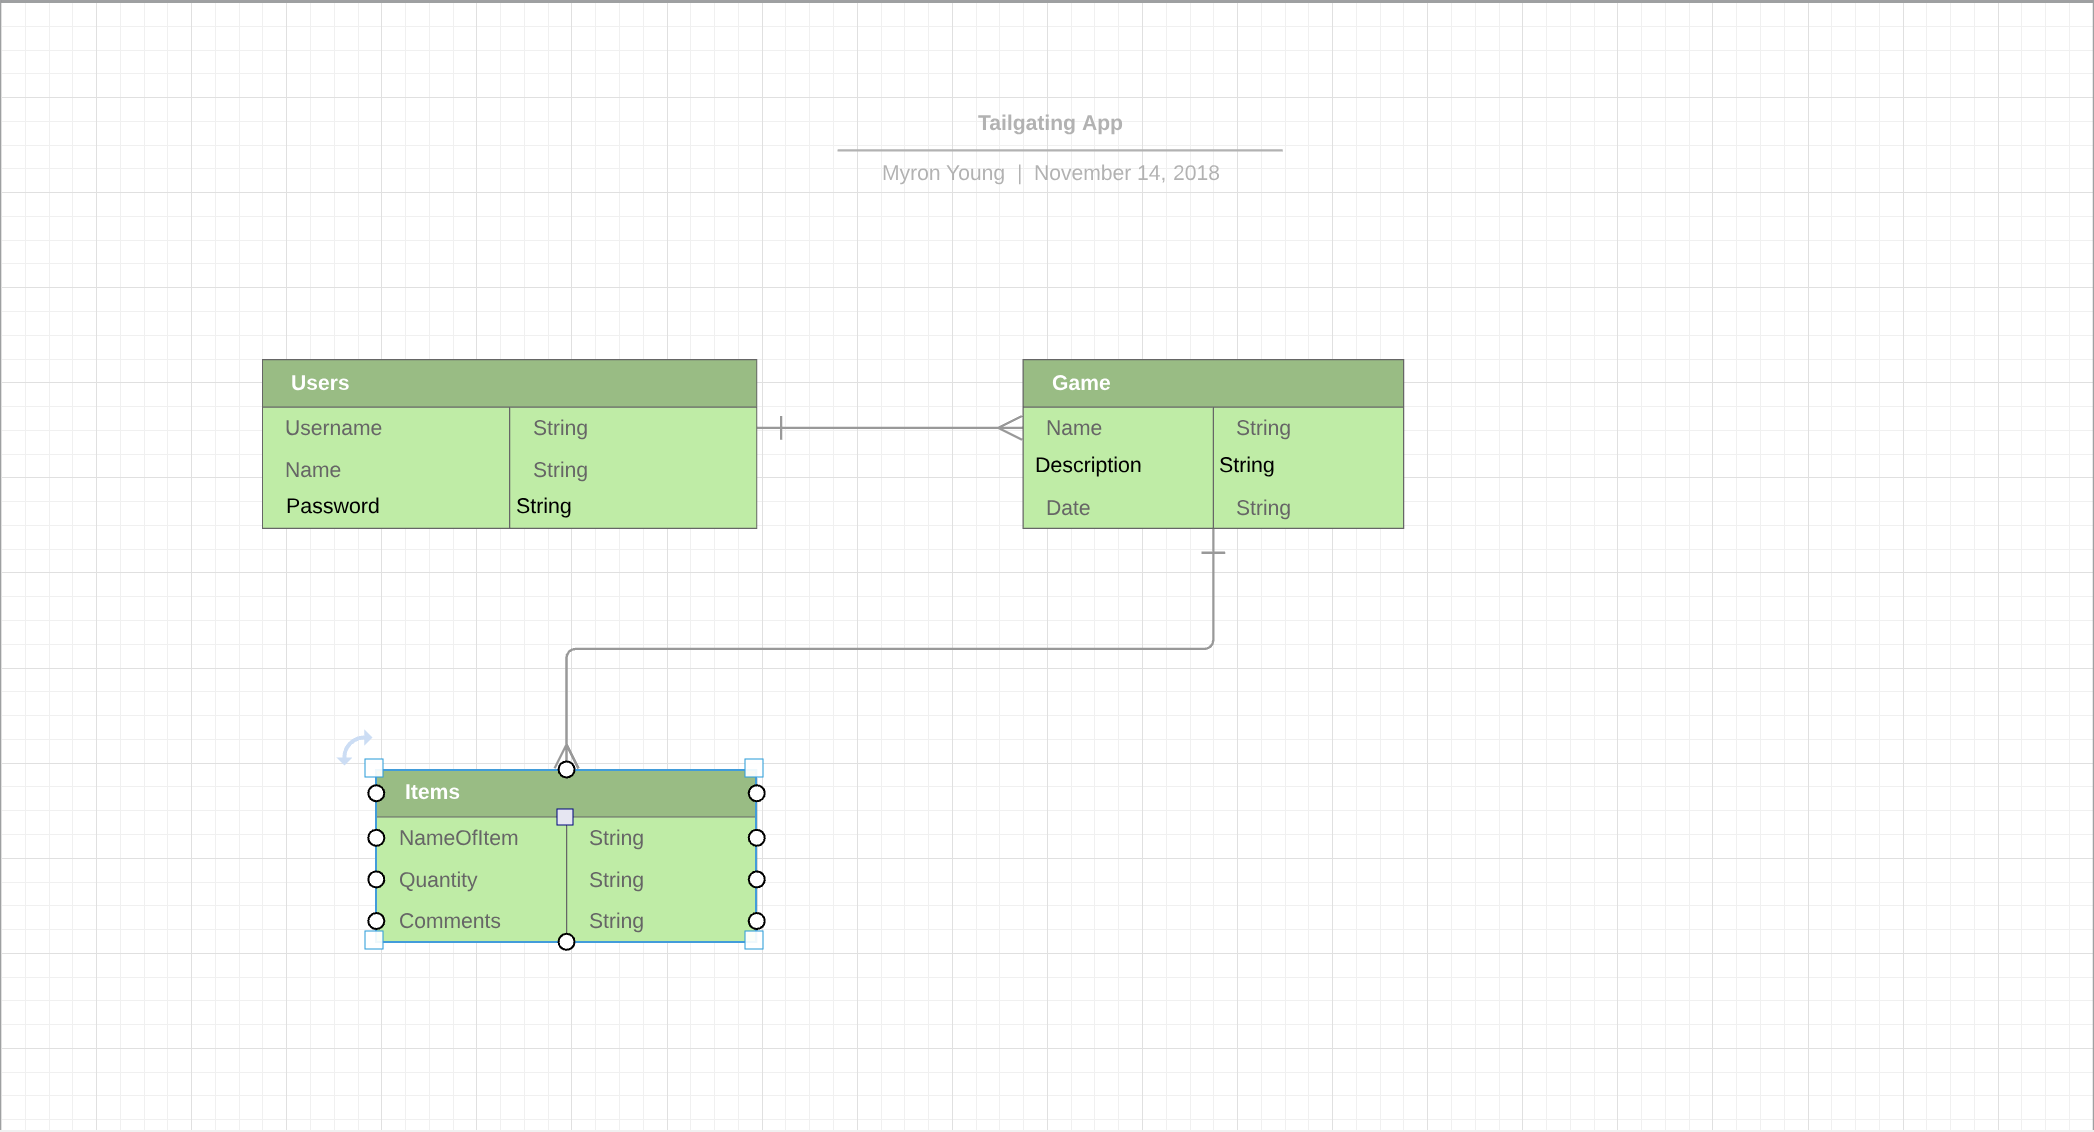 Tailgating App
Myron Young | November 14, 2018
Users
Username String
Name String
Password String
Game
Name String
Description String
Date String
Items
NameOfItem String
Quantity String
Comments String